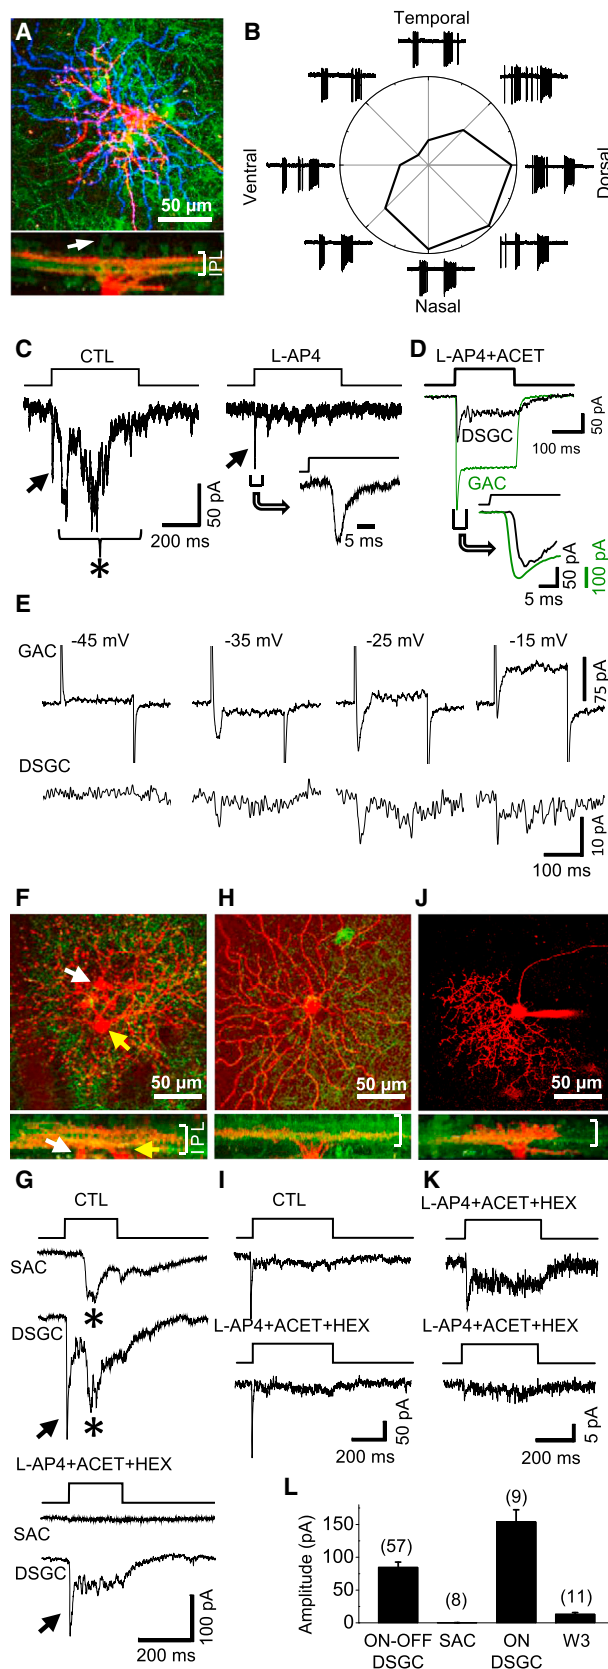 A
50 µm
IPL
B
Temporal
Ventral
Dorsal
Nasal
C
CTL
L-AP4
50 pA
200 ms
*
5 ms
D
L-AP4+ACET
DSGC
GAC
50 pA
100 ms
50 pA
100 pA
5 ms
E
GAC
-45 mV
-35 mV
-25 mV
-15 mV
75 pA
DSGC
10 pA
100 ms
F
50 µm
IPL
H
50 µm
J
50 µm
G
CTL
SAC
*
DSGC
*
L-AP4+ACET+HEX
SAC
DSGC
100 pA
200 ms
I
CTL
L-AP4+ACET+HEX
50 pA
200 ms
K
L-AP4+ACET+HEX
L-AP4+ACET+HEX
5 pA
200 ms
L
Amplitude (pA)
150
100
50
0
(57)
(8)
(9)
(11)
ON-OFF DSGC
SAC
ON DSGC
W3